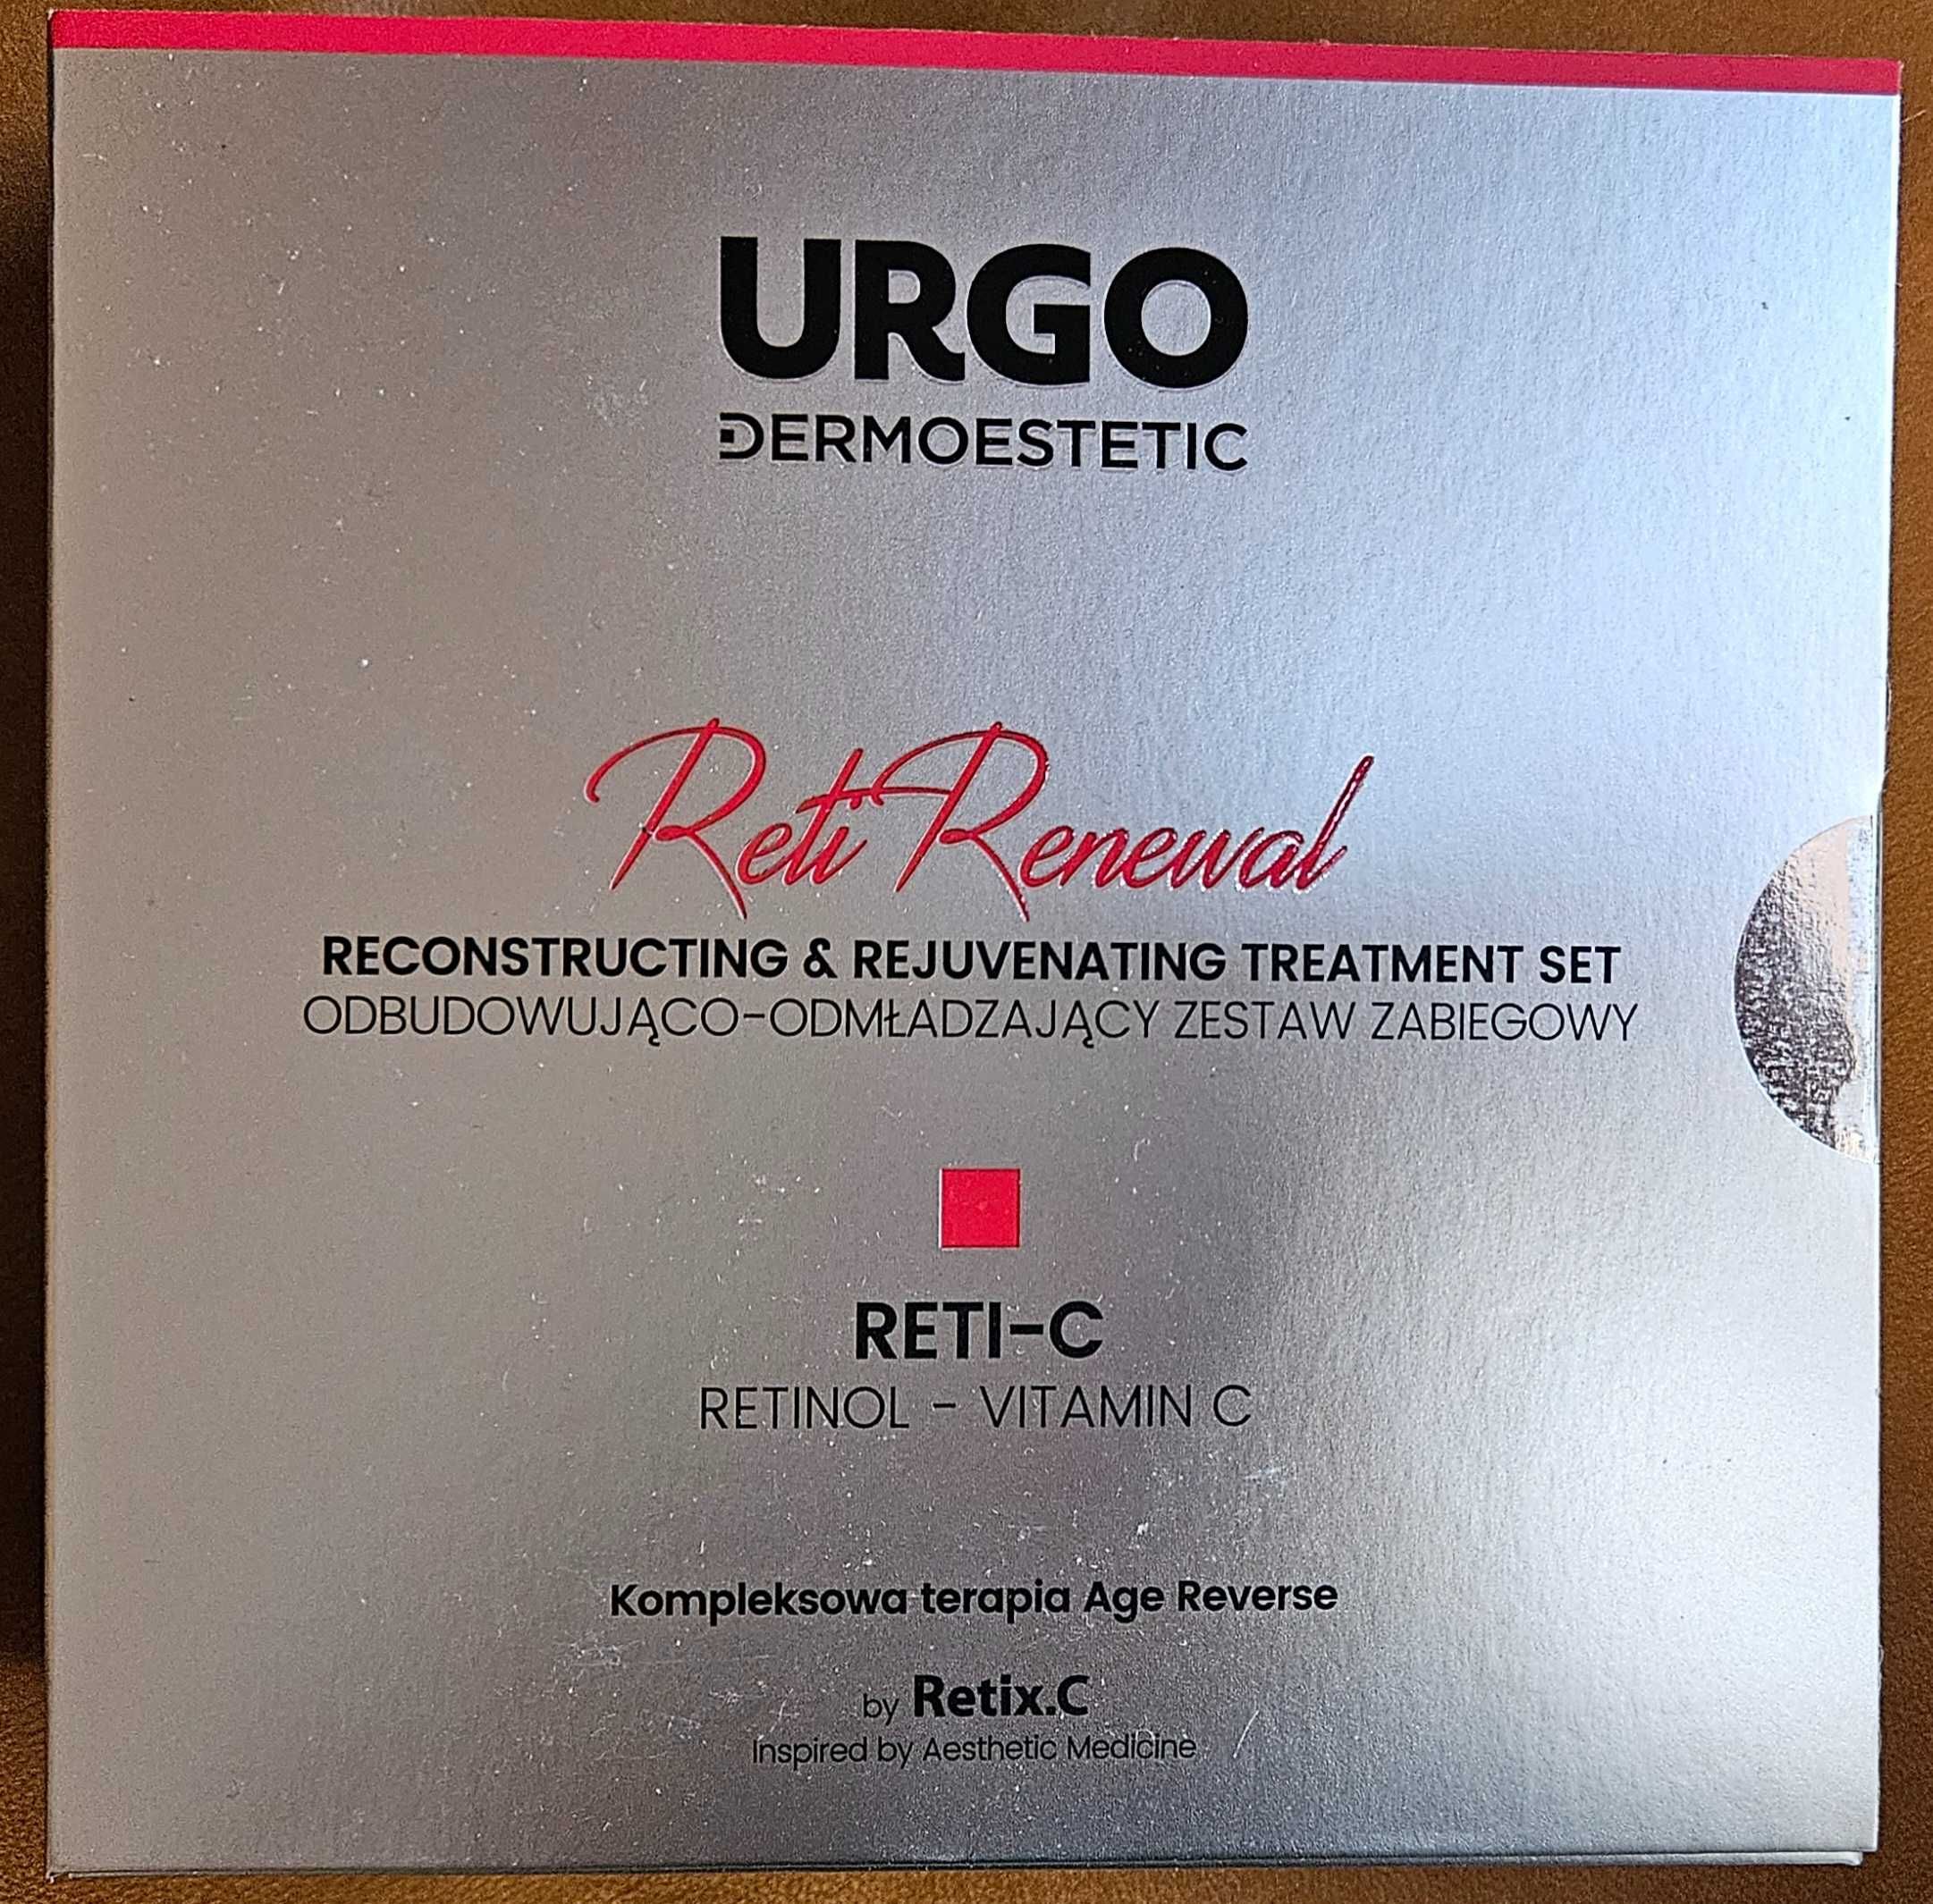 URGO
DERMOESTETIC
Reti Renewal
RECONSTRUCTING & REJUVENATING TREATMENT SET
ODBUDOWUJĄCO-ODMŁADZAJĄCY ZESTAW ZABIEGOWY
RETI-C
RETINOL - VITAMIN C
Kompleksowa terapia Age Reverse
by Retix.C
Inspired by Aesthetic Medicine